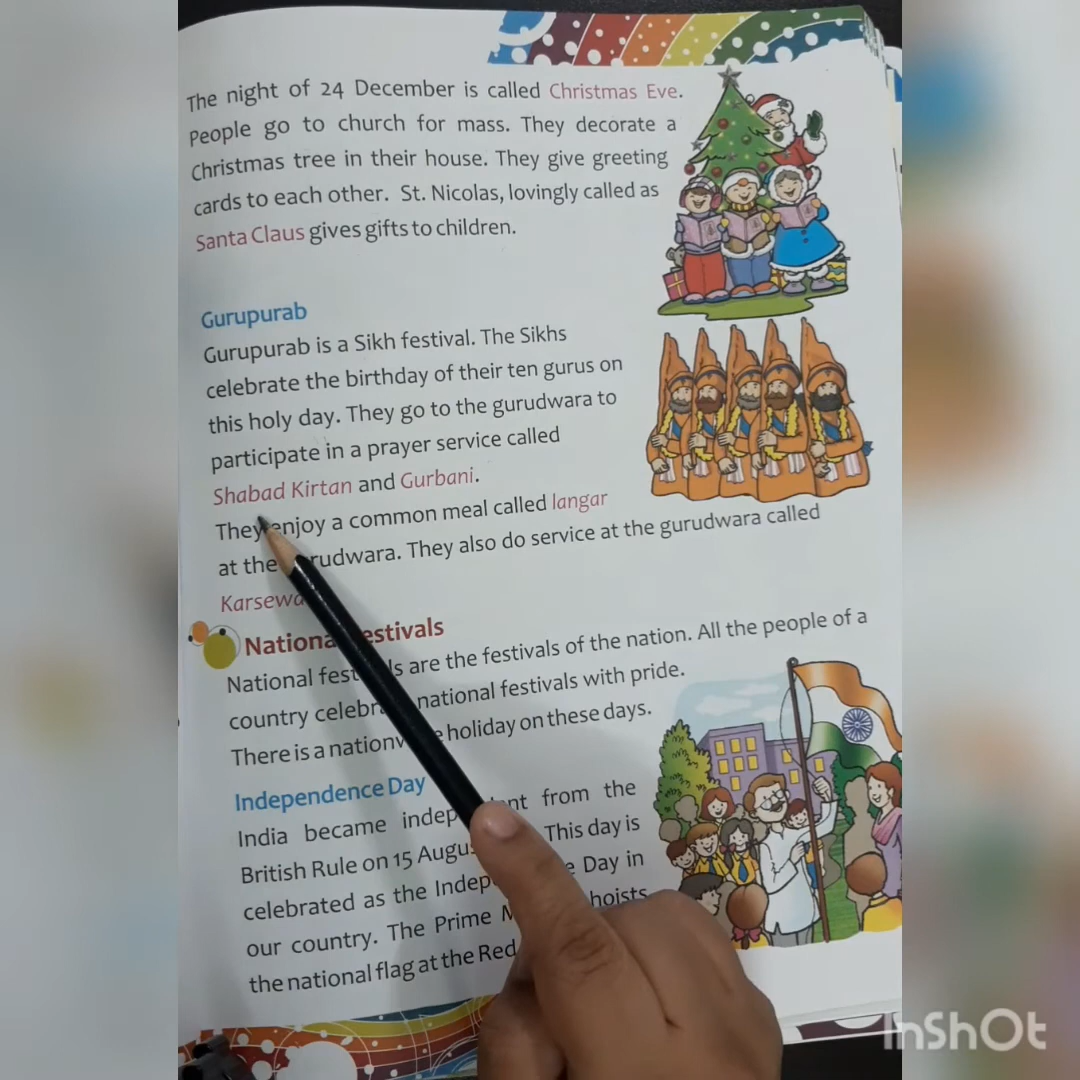 The night of 24 December is called Christmas Eve.
People go to church for mass. They decorate a
Christmas tree in their house. They give greeting
cards to each other. St. Nicolas, lovingly called as
Santa Claus gives gifts to children.
Gurupurab
Gurupurab is a Sikh festival. The Sikhs
celebrate the birthday of their ten gurus on
this holy day. They go to the gurudwara to
participate in a prayer service called
Shabad Kirtan and Gurbani.
They enjoy a common meal called langar
at the gurudwara. They also do service at the gurudwara called
Karsewa
National Festivals
National festivals are the festivals of the nation. All the people of a
country celebrate national festivals with pride.
There is a nationwide holiday on these days.
Independence Day
India became independent from the
British Rule on 15 August This day is
celebrated as the Independence Day in
our country. The Prime Minister hoists
the national flag at the Red
InShOt